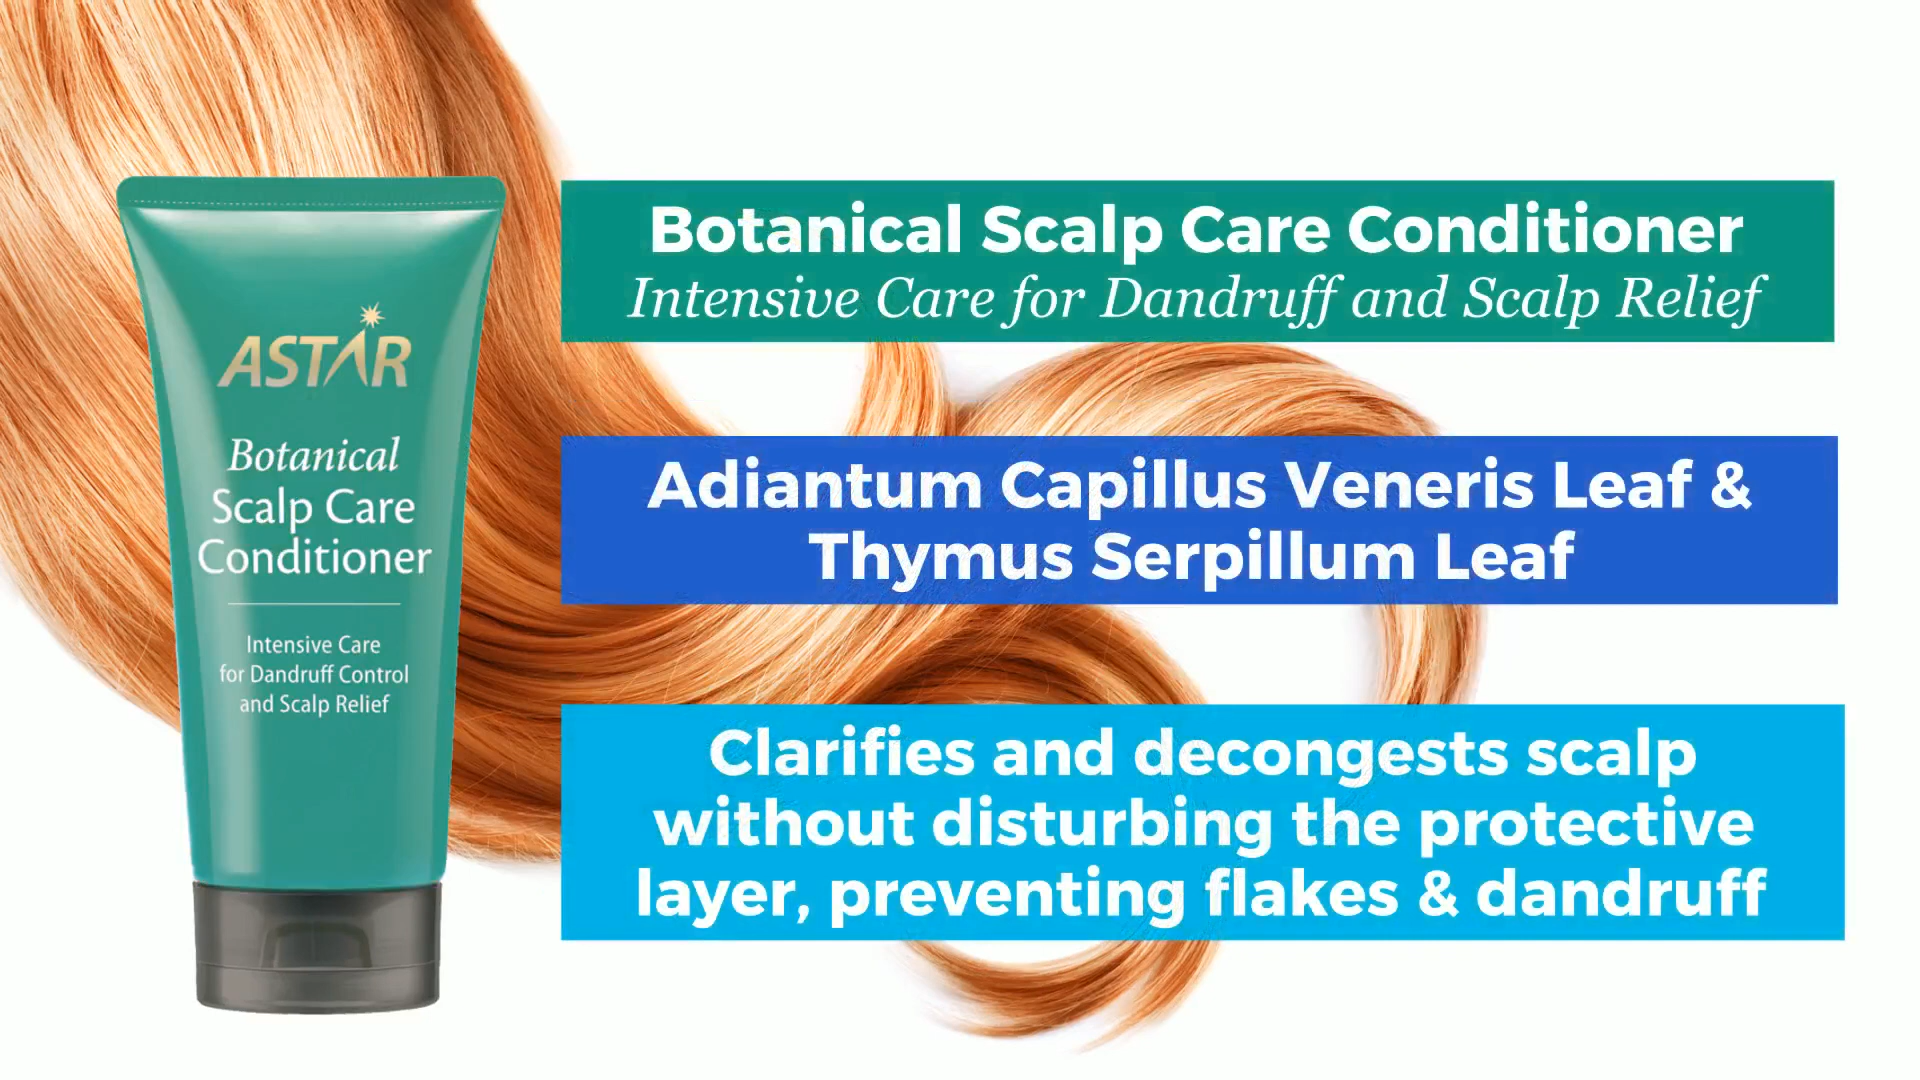 ASTAR
Botanical
Scalp Care
Conditioner
Intensive Care
for Dandruff Control
and Scalp Relief
Botanical Scalp Care Conditioner
Intensive Care for Dandruff and Scalp Relief
Adiantum Capillus Veneris Leaf &
Thymus Serpillum Leaf
Clarifies and decongests scalp
without disturbing the protective
layer, preventing flakes & dandruff